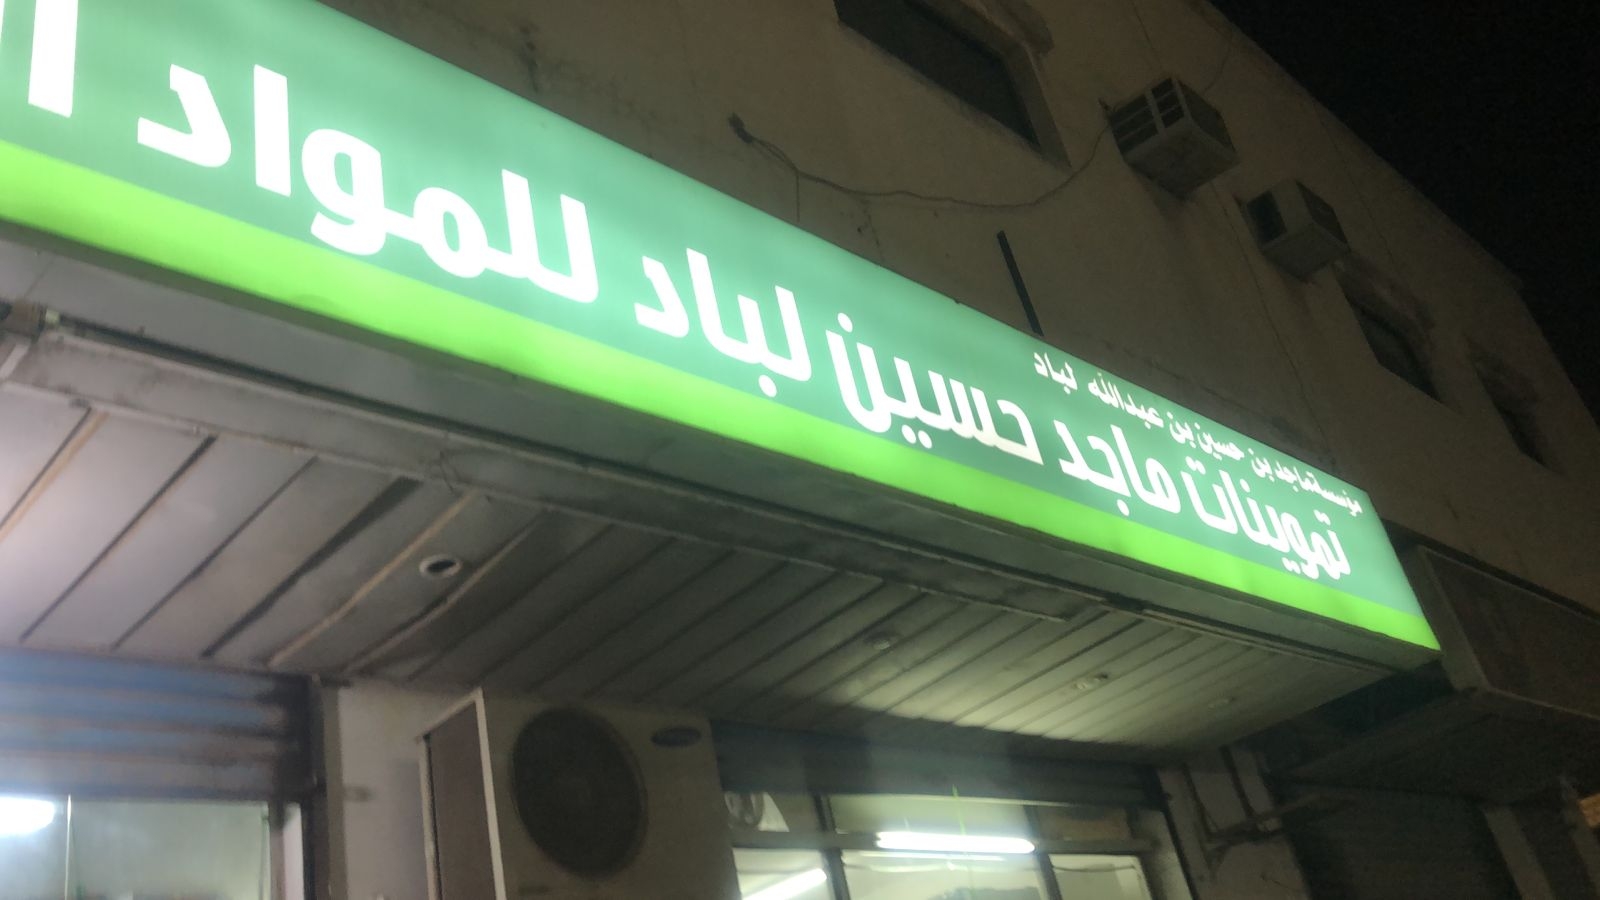 مؤسسة ماجد بن حسين بن عبدالله لباد
تموينات ماجد حسين لباد للمواد